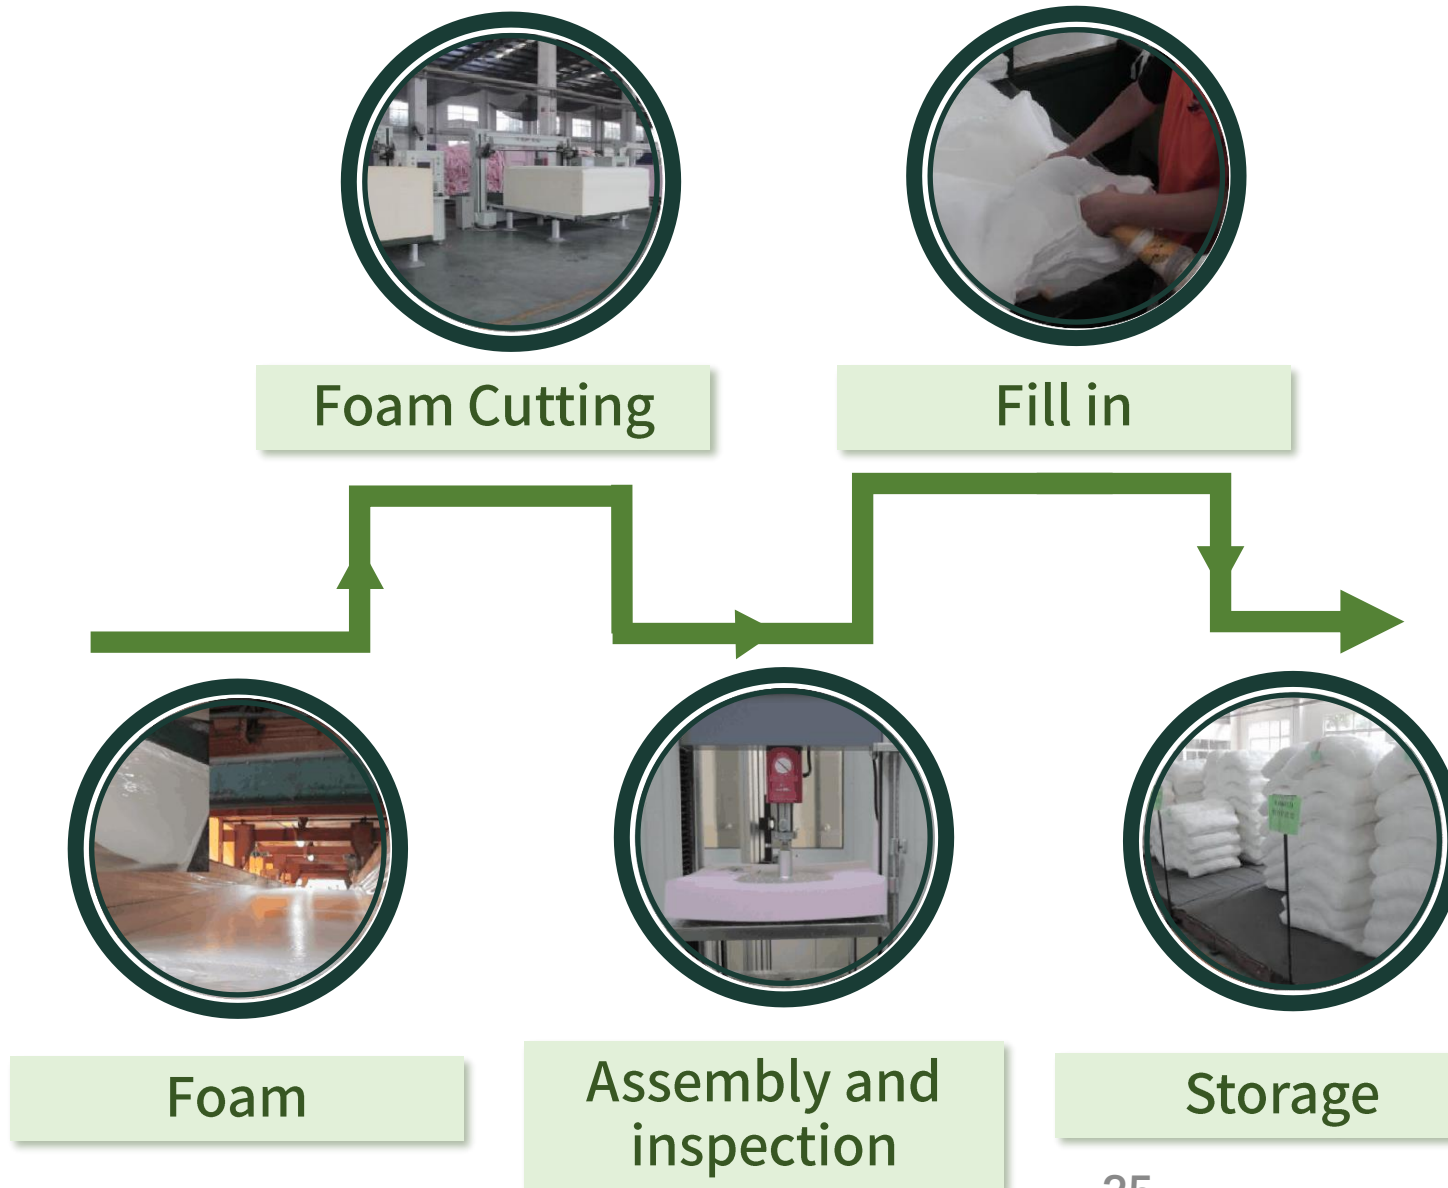 Foam Cutting
Fill in
Foam
Assembly and
inspection
Storage